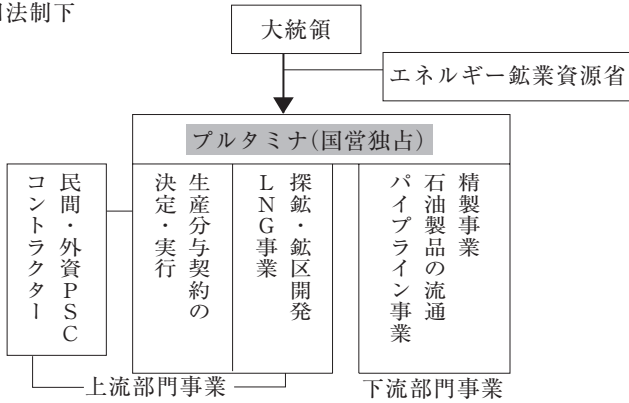 法制下
大統領
エネルギー鉱業資源省
プルタミナ(国営独占)
民間・外資PSC
コントラクター
生産分与契約の
決定・実行
探鉱・鉱区開発
LNG事業
精製事業
石油製品の流通
パイプライン事業
上流部門事業
下流部門事業